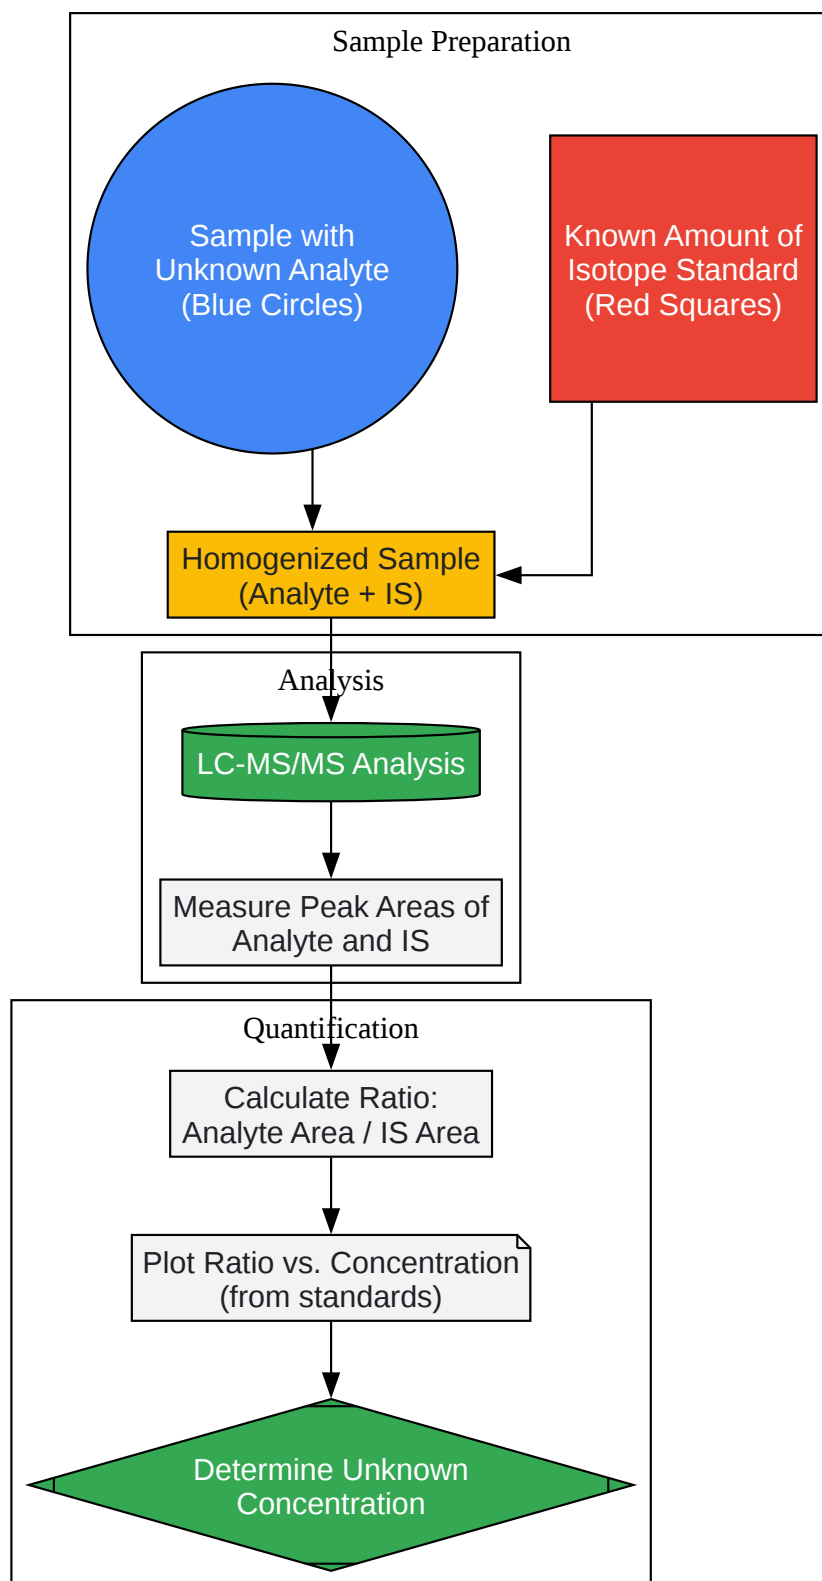 Sample Preparation
Sample with
Unknown Analyte
(Blue Circles)
Known Amount of
Isotope Standard
(Red Squares)
Homogenized Sample
(Analyte + IS)
Analysis
LC-MS/MS Analysis
Measure Peak Areas of
Analyte and IS
Quantification
Calculate Ratio:
Analyte Area / IS Area
Plot Ratio vs. Concentration
(from standards)
Determine Unknown
Concentration